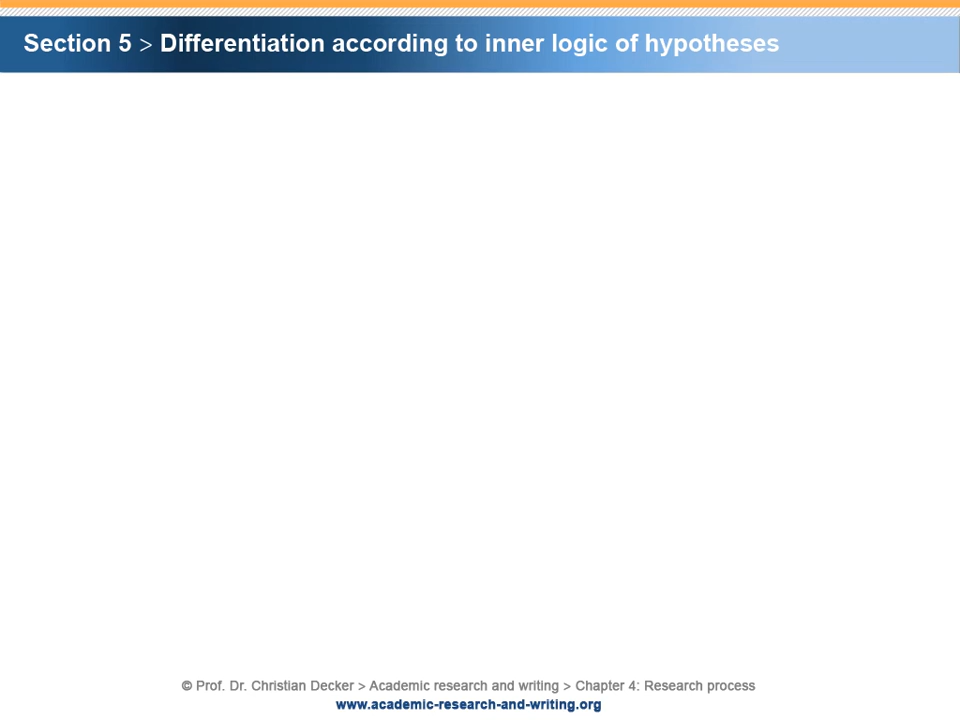 Section 5 > Differentiation according to inner logic of hypotheses
© Prof. Dr. Christian Decker > Academic research and writing > Chapter 4: Research process
www.academic-research-and-writing.org